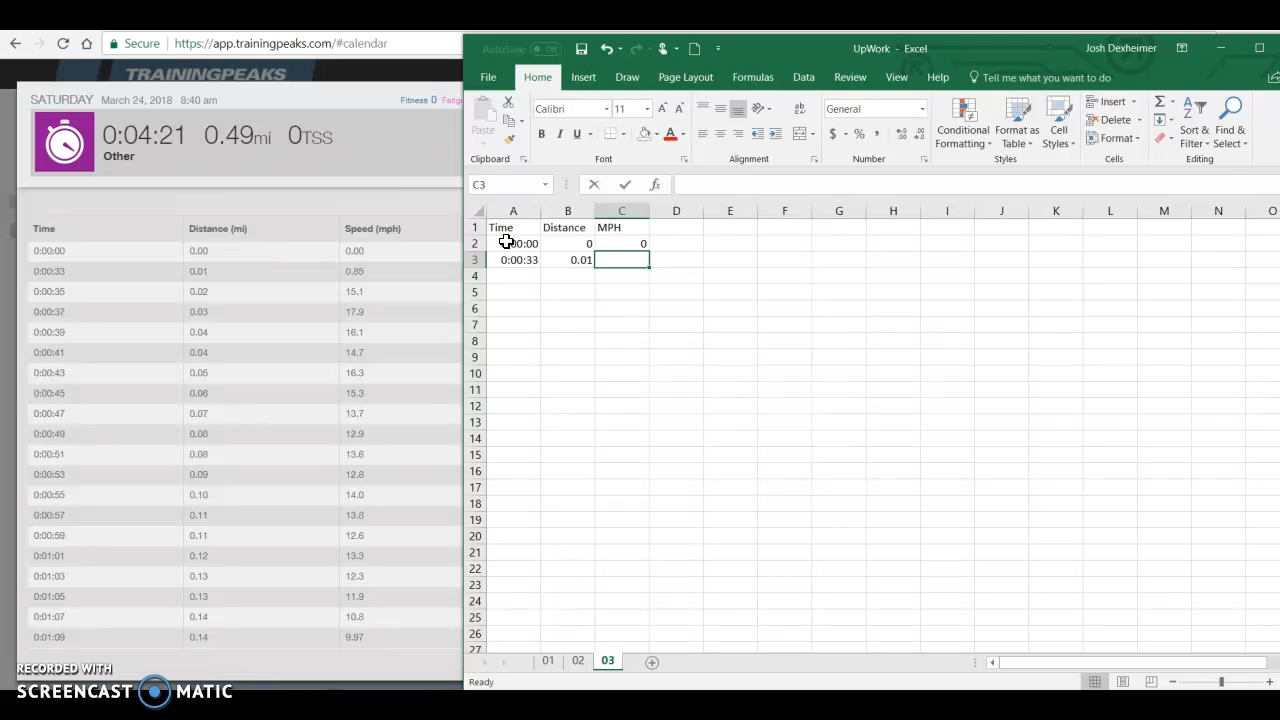 Secure https://app.trainingpeaks.com/#calendar
TRAININGPEAKS
SATURDAY March 24, 2018 8:40 am Fitness 0
0:04:21 0.49mi 0TSS
Other
Time Distance (mi) Speed (mph)
0:00:00 0.00 0.00
0:00:33 0.01 0.85
0:00:35 0.02 15.1
0:00:37 0.03 17.9
0:00:39 0.04 16.1
0:00:41 0.04 14.7
0:00:43 0.05 16.3
0:00:45 0.06 15.3
0:00:47 0.07 13.7
0:00:49 0.08 12.9
0:00:51 0.08 13.6
0:00:53 0.09 12.8
0:00:55 0.10 14.0
0:00:57 0.11 13.8
0:00:59 0.11 12.6
0:01:01 0.12 13.3
0:01:03 0.13 12.3
0:01:05 0.13 11.9
0:01:07 0.14 10.8
0:01:09 0.14 9.97
RECORDED WITH
SCREENCAST MATIC
AutoSave Off UpWork - Excel Josh Dexheimer
File Home Insert Draw Page Layout Formulas Data Review View Help Tell me what you want to do
Paste Calibri 11 General Conditional Formatting Format as Table Cell Styles Insert Delete Format Sort & Filter Find & Select
Clipboard Font Alignment Number Styles Cells Editing
C3 fx
A B C D E F G H I J K L M N O
1 Time Distance MPH
2 00:00 0 0
3 0:00:33 0.01
4
5
6
7
8
9
10
11
12
13
14
15
16
17
18
19
20
21
22
23
24
25
26
27
01 02 03
Ready